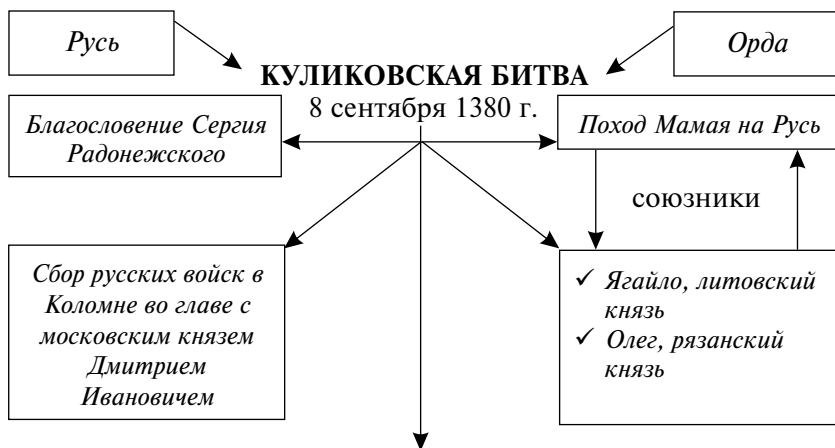 Русь
Орда
КУЛИКОВСКАЯ БИТВА
8 сентября 1380 г.
Благословение Сергия
Радонежского
Поход Мамая на Русь
союзники
Сбор русских войск в
Коломне во главе с
московским князем
Дмитрием
Ивановичем
✓ Ягайло, литовский
князь
✓ Олег, рязанский
князь